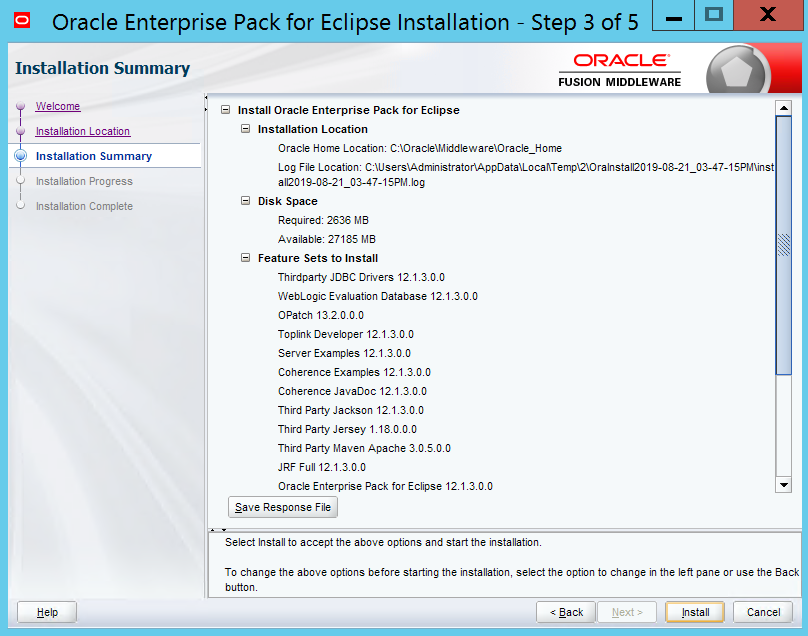 Oracle Enterprise Pack for Eclipse Installation - Step 3 of 5
Installation Summary
ORACLE
FUSION MIDDLEWARE
Welcome
Installation Location
Installation Summary
Installation Progress
Installation Complete
Install Oracle Enterprise Pack for Eclipse
Installation Location
Oracle Home Location: C:\Oracle\Middleware\Oracle_Home
Log File Location: C:\Users\Administrator\AppData\Local\Temp\2\OraInstall2019-08-21_03-47-15PM\inst
all2019-08-21_03-47-15PM.log
Disk Space
Required: 2636 MB
Available: 27185 MB
Feature Sets to Install
Thirdparty JDBC Drivers 12.1.3.0.0
WebLogic Evaluation Database 12.1.3.0.0
OPatch 13.2.0.0.0
Toplink Developer 12.1.3.0.0
Server Examples 12.1.3.0.0
Coherence Examples 12.1.3.0.0
Coherence JavaDoc 12.1.3.0.0
Third Party Jackson 12.1.3.0.0
Third Party Jersey 1.18.0.0.0
Third Party Maven Apache 3.0.5.0.0
JRF Full 12.1.3.0.0
Oracle Enterprise Pack for Eclipse 12.1.3.0.0
Save Response File
Select Install to accept the above options and start the installation.
To change the above options before starting the installation, select the option to change in the left pane or use the Back
button.
Help
< Back
Next >
Install
Cancel